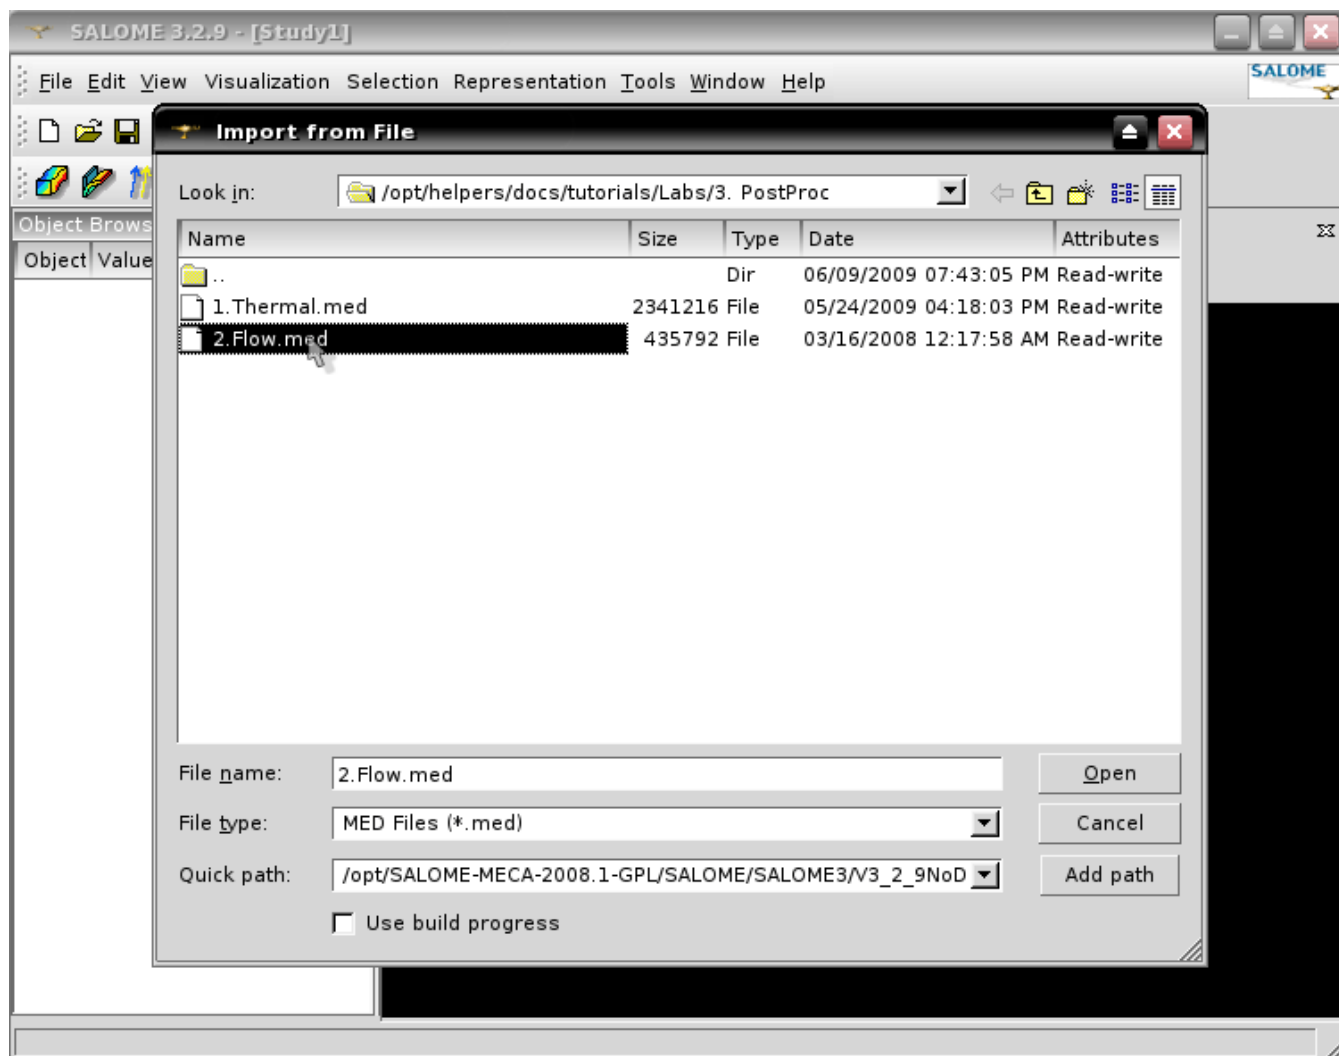 SALOME 3.2.9 - [Study1]
File Edit View Visualization Selection Representation Tools Window Help
SALOME
Import from File
Look in: /opt/helpers/docs/tutorials/Labs/3. PostProc
Object Brows
Object Value
Name Size Type Date Attributes
.. Dir 06/09/2009 07:43:05 PM Read-write
1.Thermal.med 2341216 File 05/24/2009 04:18:03 PM Read-write
2.Flow.med 435792 File 03/16/2008 12:17:58 AM Read-write
File name: 2.Flow.med Open
File type: MED Files (*.med) Cancel
Quick path: /opt/SALOME-MECA-2008.1-GPL/SALOME/SALOME3/V3_2_9NoD Add path
Use build progress